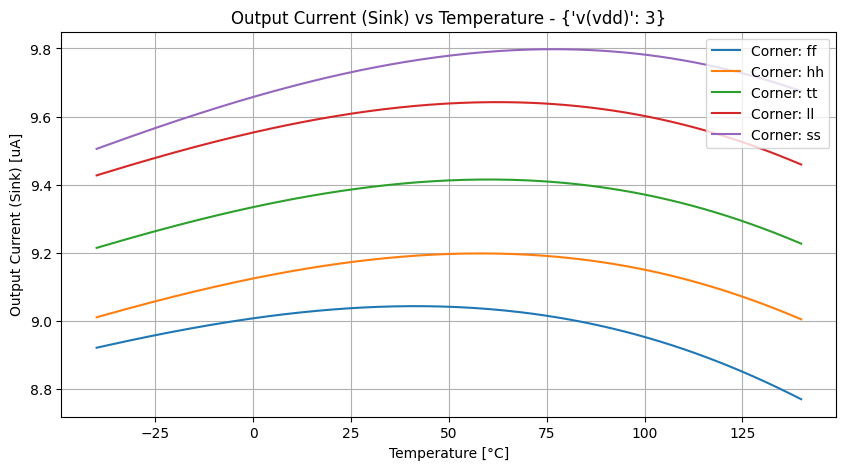 Output Current (Sink) vs Temperature - {'v(vdd)': 3}
Output Current (Sink) [uA]
9.8
9.6
9.4
9.2
9.0
8.8
Corner: ff
Corner: hh
Corner: tt
Corner: ll
Corner: ss
−25
0
25
50
75
100
125
Temperature [°C]